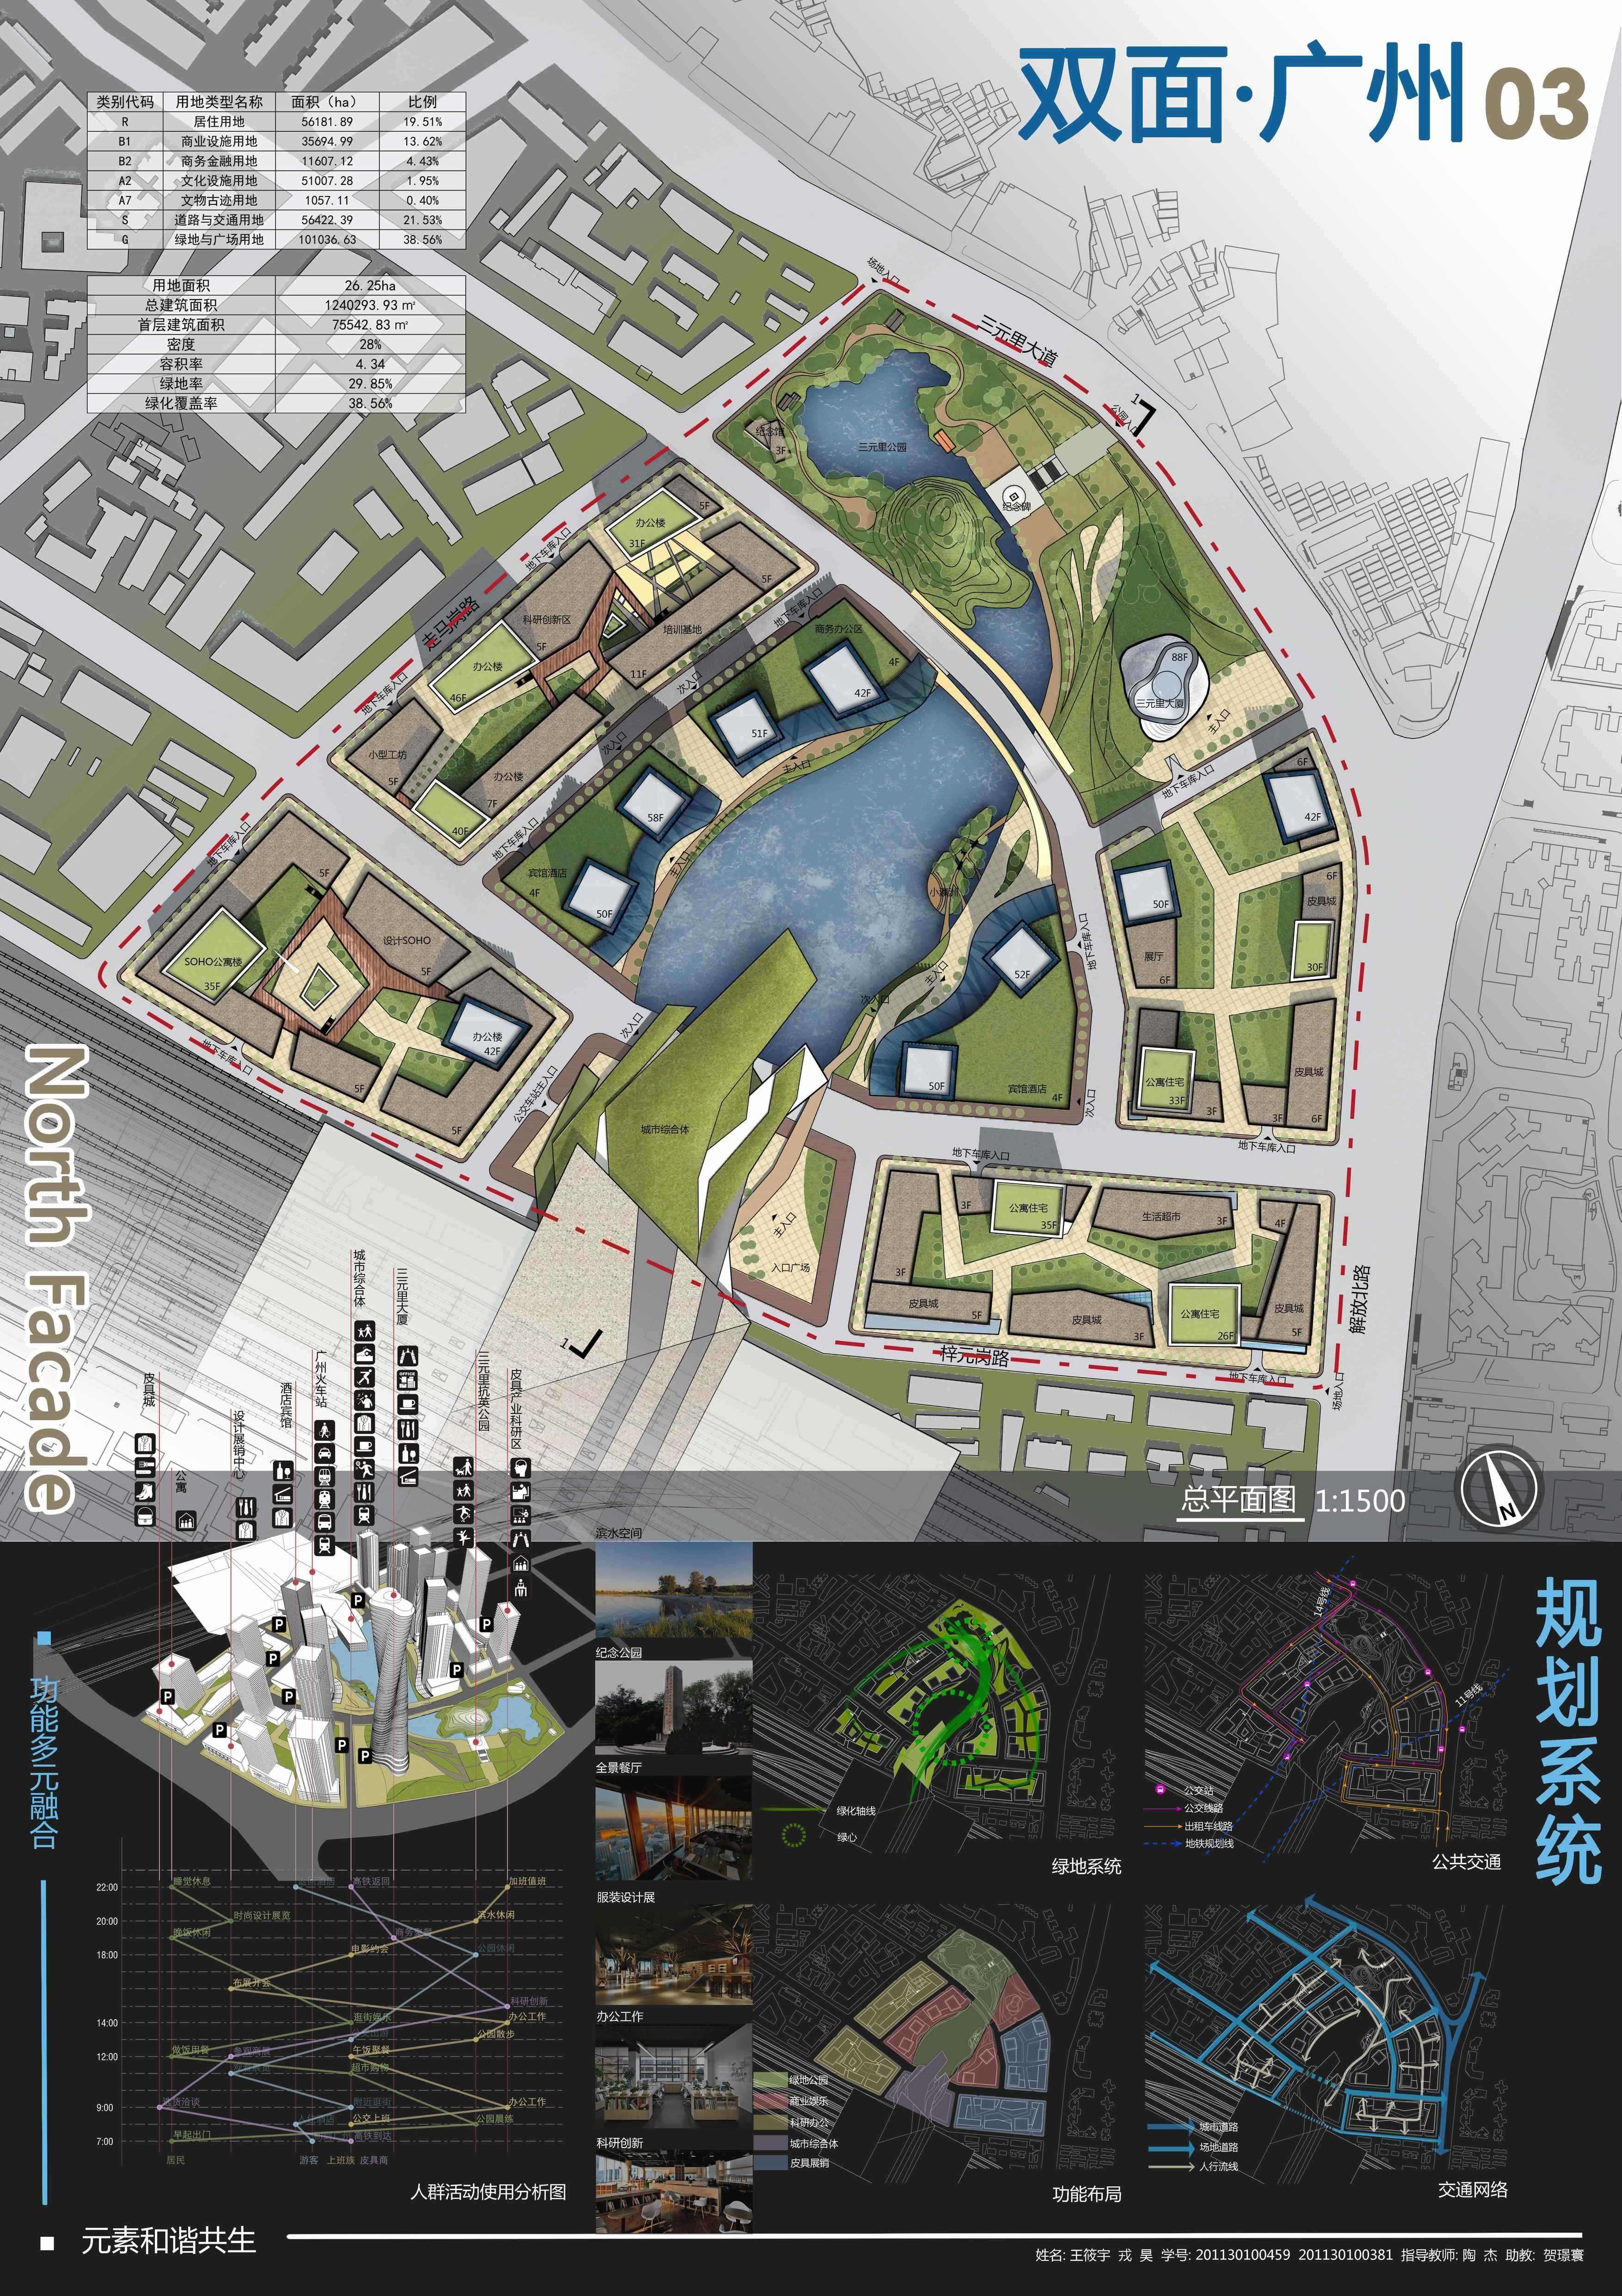 双面·广州 03
类别代码 用地类型名称 面积（ha） 比例
R 居住用地 56181.89 19.51%
B1 商业设施用地 35694.99 13.62%
B2 商务金融用地 11607.12 4.43%
A2 文化设施用地 51007.28 1.95%
A7 文物古迹用地 1057.11 0.40%
S 道路与交通用地 56422.39 21.53%
G 绿地与广场用地 101036.63 38.56%
用地面积 26.25ha
总建筑面积 1240293.93 ㎡
首层建筑面积 75542.83 ㎡
密度 28%
容积率 4.34
绿地率 29.85%
绿化覆盖率 38.56%
场地入口
三元里大道
1
公园入口
纪念馆
3F
三元里公园
纪念碑
88F
三元里大厦
主入口
地下车库入口
走马岗路
地下车库入口
办公楼
31F
5F
5F
科研创新区
5F
培训基地
11F
办公楼
46F
地下车库入口
小型工坊
5F
办公楼
7F
40F
地下车库入口
次入口
次入口
地下车库入口
商务办公区
4F
42F
51F
主入口
58F
主入口
宾馆酒店
4F
50F
地下车库入口
5F
设计SOHO
5F
SOHO公寓楼
35F
办公楼
42F
地下车库入口
5F
5F
公交车站主入口
次入口
城市综合体
主入口
入口广场
1
52F
主入口
次入口
50F
宾馆酒店
4F
次入口
地下车库入口
6F
42F
50F
展厅
6F
6F
皮具城
30F
公寓住宅
33F
3F
皮具城
3F
6F
地下车库入口
地下车库入口
3F
公寓住宅
35F
生活超市
3F
4F
3F
皮具城
5F
皮具城
3F
公寓住宅
26F
皮具城
5F
梓元岗路
地下车库入口
场地入口
解放北路
North Facade
总平面图 1:1500
N
皮具城
公寓
设计展销中心
酒店宾馆
广州火车站
城市综合体
三元里大厦
OFFICE
三元里抗英公园
皮具产业科研区
P
P
P
P
P
P
P
P
P
P
功能多元融合
22:00
20:00
18:00
14:00
12:00
9:00
7:00
睡觉休息
高铁返回
加班值班
时尚设计展览
滨水休闲
晚饭休闲
电影约会
公园休闲
布展开会
科研创新
逛街娱乐
办公工作
公园散步
做饭用餐
午饭聚餐
超市购物
附近逛街
办公工作
公交上班
公园晨练
早起出门
高铁到达
居民
游客
上班族
皮具商
人群活动使用分析图
滨水空间
纪念公园
全景餐厅
服装设计展
办公工作
科研创新
绿化轴线
绿心
绿地系统
14号线
11号线
公交站
公交线路
出租车线路
地铁规划线
公共交通
绿地公园
商业娱乐
科研办公
城市综合体
皮具展销
功能布局
城市道路
场地道路
人行流线
交通网络
规划系统
元素和谐共生
姓名: 王筱宇 戎 昊 学号: 201130100459 201130100381 指导教师: 陶 杰 助教: 贺璟寰